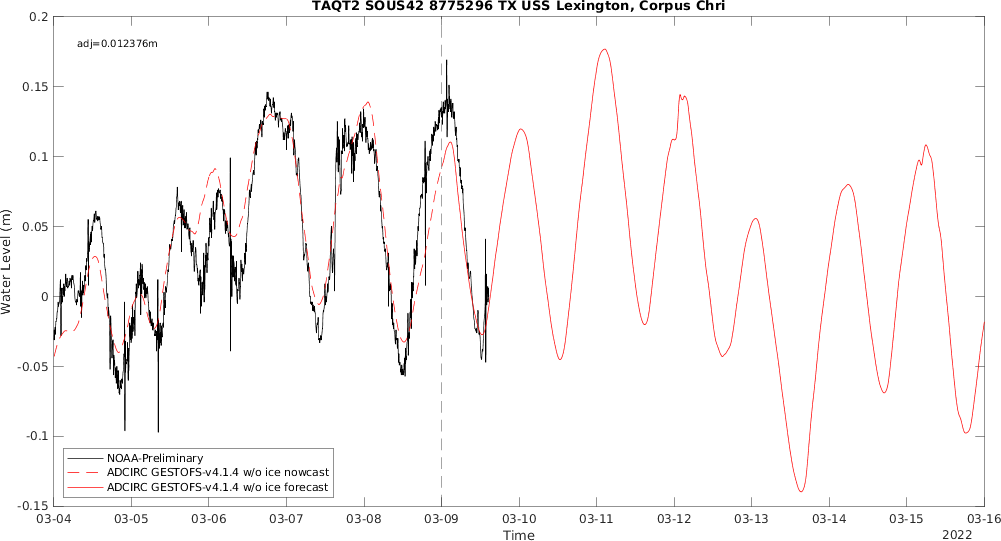 TAQT2 SOUS42 8775296 TX USS Lexington, Corpus Chri
0.2
adj=0.012376m
0.15
0.1
0.05
0
-0.05
-0.1
-0.15
Water Level (m)
NOAA-Preliminary
ADCIRC GESTOFS-v4.1.4 w/o ice nowcast
ADCIRC GESTOFS-v4.1.4 w/o ice forecast
03-04 03-05 03-06 03-07 03-08 03-09 03-10 03-11 03-12 03-13 03-14 03-15 03-16
Time
2022